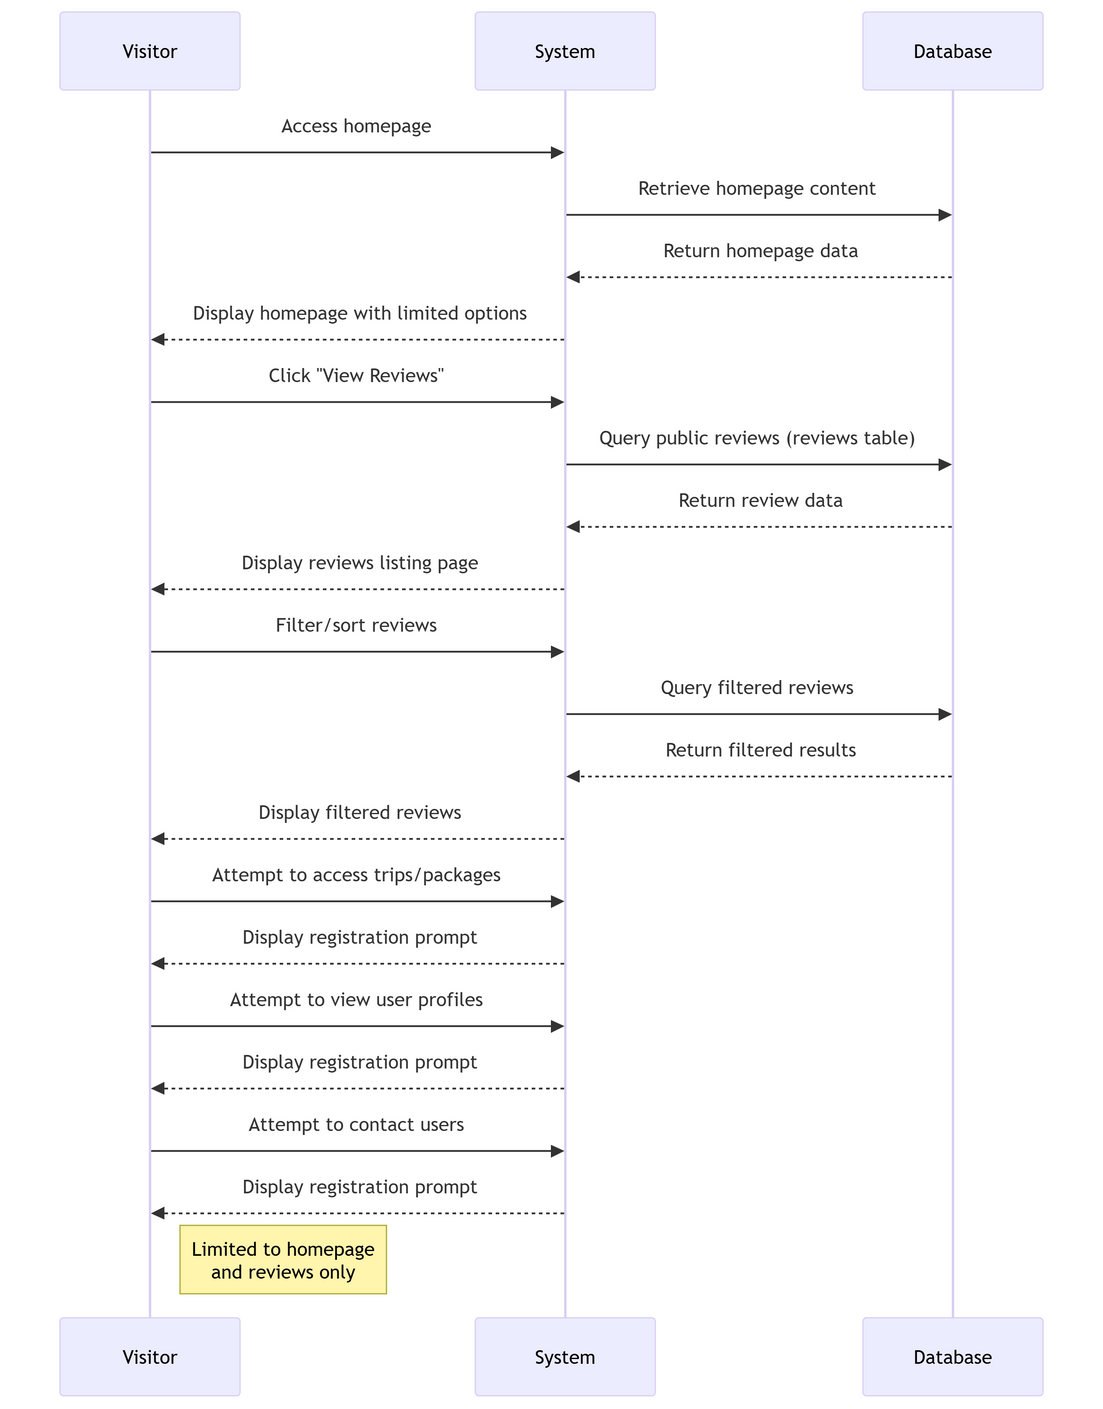 Visitor
System
Database
Access homepage
Retrieve homepage content
Return homepage data
Display homepage with limited options
Click "View Reviews"
Query public reviews (reviews table)
Return review data
Display reviews listing page
Filter/sort reviews
Query filtered reviews
Return filtered results
Display filtered reviews
Attempt to access trips/packages
Display registration prompt
Attempt to view user profiles
Display registration prompt
Attempt to contact users
Display registration prompt
Limited to homepage
and reviews only
Visitor
System
Database